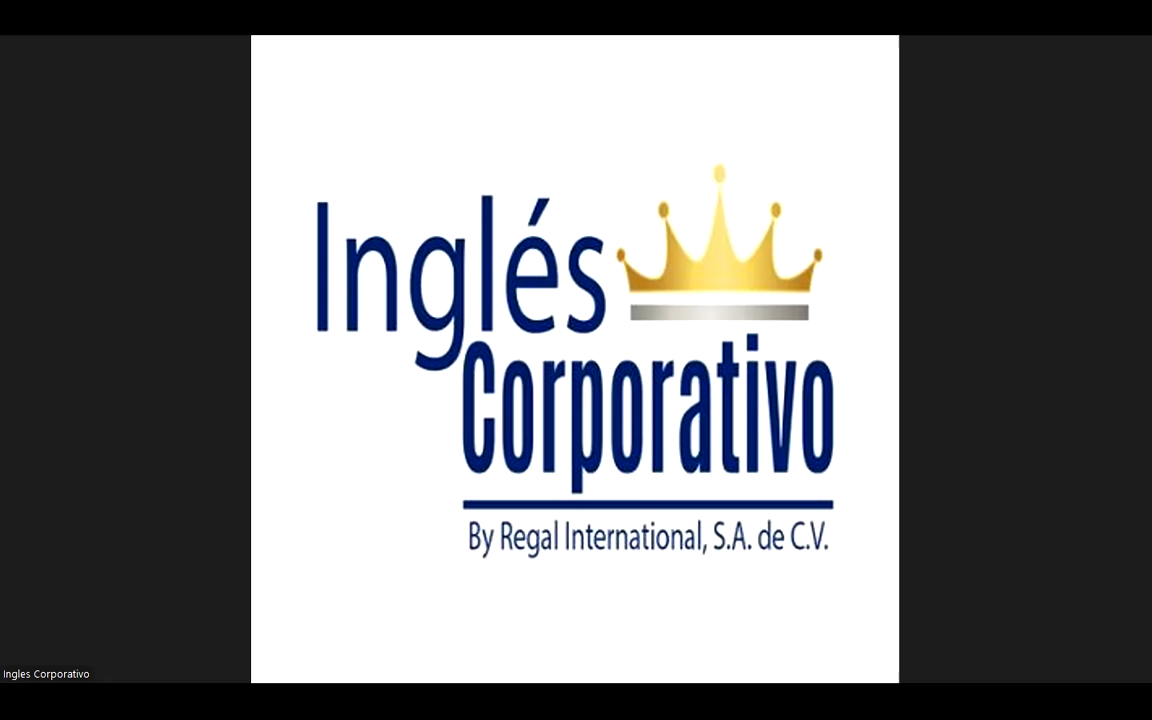 Inglés
Corporativo
By Regal International, S.A. de C.V.
Ingles Corporativo